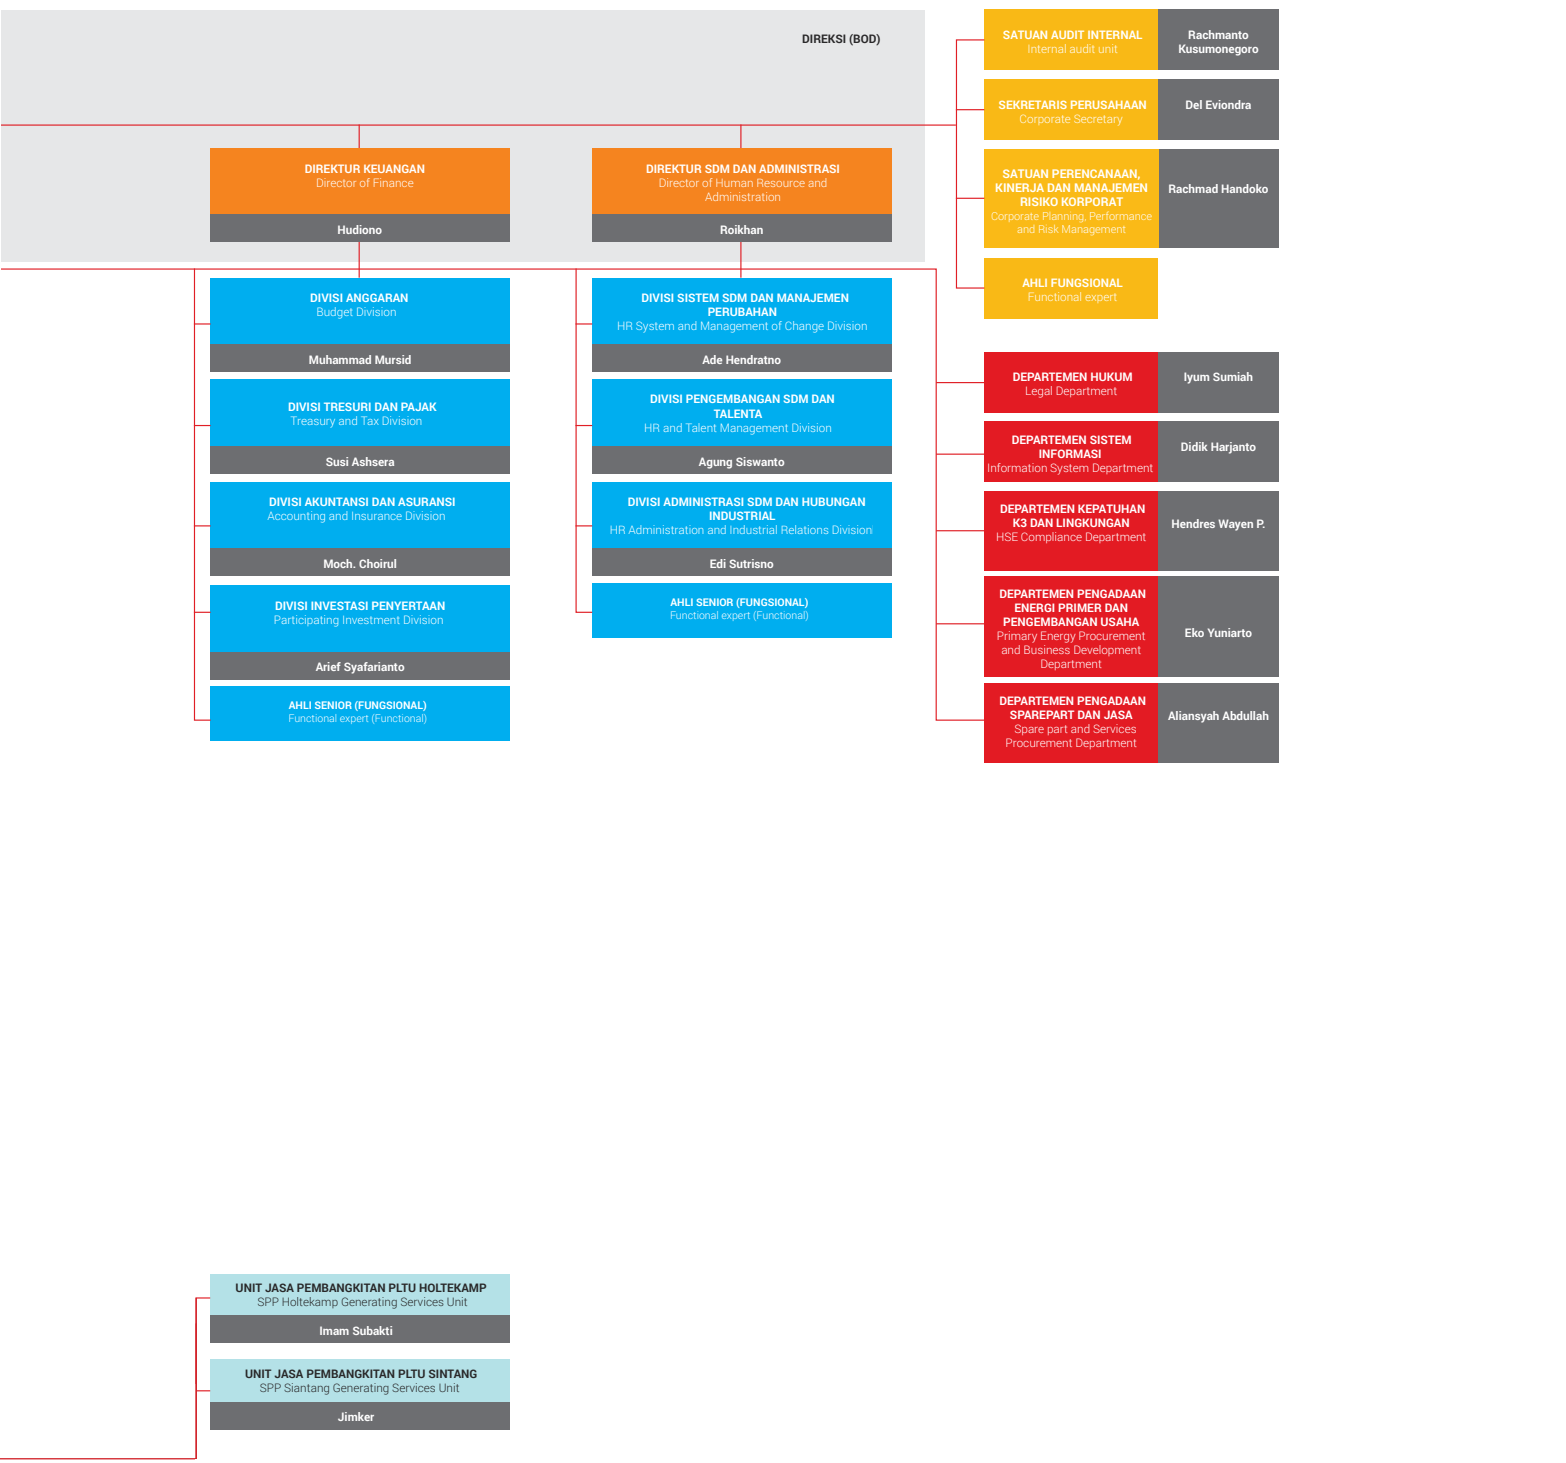 DIREKSI (BOD)
DIREKTUR KEUANGAN
Director of Finance
Hudiono
DIREKTUR SDM DAN ADMINISTRASI
Director of Human Resource and
Administration
Roikhan
DIVISI ANGGARAN
Budget Division
Muhammad Mursid
DIVISI TRESURI DAN PAJAK
Treasury and Tax Division
Susi Ashsera
DIVISI AKUNTANSI DAN ASURANSI
Accounting and Insurance Division
Moch. Choirul
DIVISI INVESTASI PENYERTAAN
Participating Investment Division
Arief Syafarianto
AHLI SENIOR (FUNGSIONAL)
Functional expert (Functional)
DIVISI SISTEM SDM DAN MANAJEMEN
PERUBAHAN
HR System and Management of Change Division
Ade Hendratno
DIVISI PENGEMBANGAN SDM DAN
TALENTA
HR and Talent Management Division
Agung Siswanto
DIVISI ADMINISTRASI SDM DAN HUBUNGAN
INDUSTRIAL
HR Administration and Industrial Relations Division
Edi Sutrisno
AHLI SENIOR (FUNGSIONAL)
Functional expert (Functional)
SATUAN AUDIT INTERNAL
Internal audit unit
Rachmanto
Kusumonegoro
SEKRETARIS PERUSAHAAN
Corporate Secretary
Del Eviondra
SATUAN PERENCANAAN,
KINERJA DAN MANAJEMEN
RISIKO KORPORAT
Corporate Planning, Performance
and Risk Management
Rachmad Handoko
AHLI FUNGSIONAL
Functional expert
DEPARTEMEN HUKUM
Legal Department
Iyum Sumiah
DEPARTEMEN SISTEM
INFORMASI
Information System Department
Didik Harjanto
DEPARTEMEN KEPATUHAN
K3 DAN LINGKUNGAN
HSE Compliance Department
Hendres Wayen P.
DEPARTEMEN PENGADAAN
ENERGI PRIMER DAN
PENGEMBANGAN USAHA
Primary Energy Procurement
and Business Development
Department
Eko Yuniarto
DEPARTEMEN PENGADAAN
SPAREPART DAN JASA
Spare part and Services
Procurement Department
Aliansyah Abdullah
UNIT JASA PEMBANGKITAN PLTU HOLTEKAMP
SPP Holtekamp Generating Services Unit
Imam Subakti
UNIT JASA PEMBANGKITAN PLTU SINTANG
SPP Siantang Generating Services Unit
Jimker